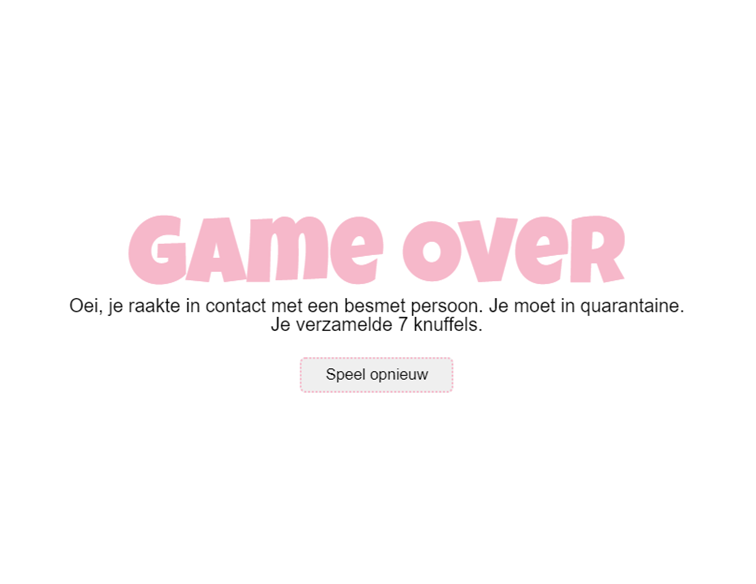 Game Over
Oei, je raakte in contact met een besmet persoon. Je moet in quarantaine.
Je verzamelde 7 knuffels.
Speel opnieuw